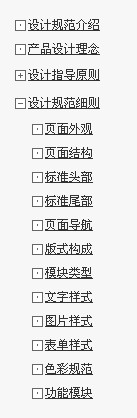 设计规范介绍
产品设计理念
设计指导原则
设计规范细则
页面外观
页面结构
标准头部
标准尾部
页面导航
版式构成
模块类型
文字样式
图片样式
表单样式
色彩规范
功能模块